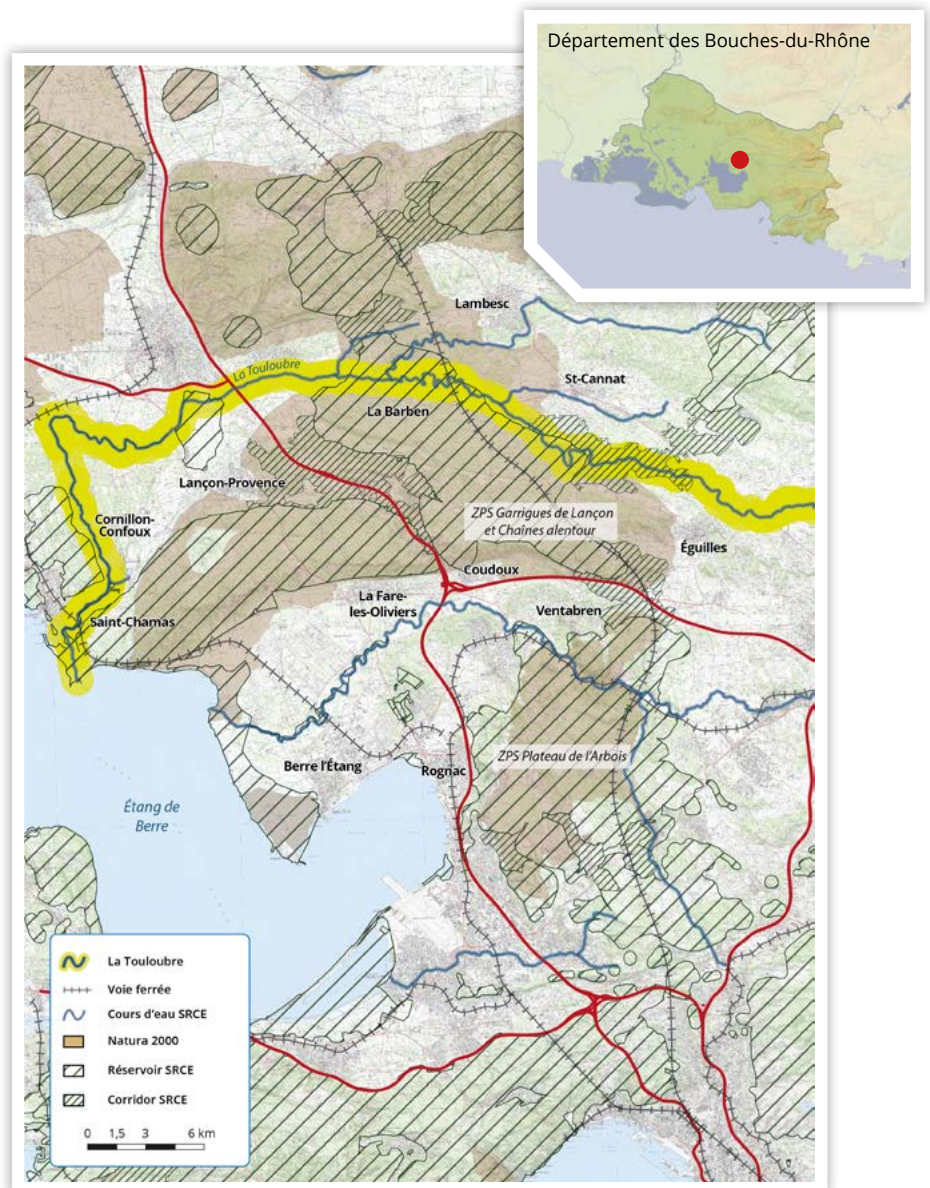 Département des Bouches-du-Rhône
Lambesc
La Touloubre
St-Cannat
La Barben
Lançon-Provence
ZPS Garrigues de Lançon
et Chaînes alentour
Cornillon-
Confoux
Éguilles
Coudoux
La Fare-
les-Oliviers
Ventabren
Saint-Chamas
ZPS Plateau de l'Arbois
Berre l'Étang
Rognac
Étang de
Berre
La Touloubre
Voie ferrée
Cours d'eau SRCE
Natura 2000
Réservoir SRCE
Corridor SRCE
0 1,5 3 6 km